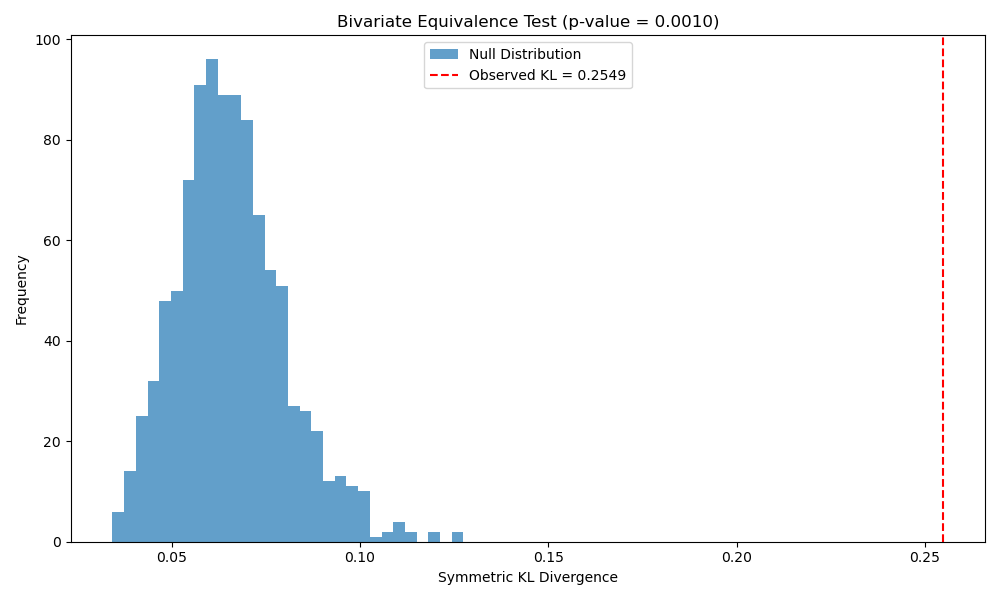 Bivariate Equivalence Test (p-value = 0.0010)
Null Distribution
Observed KL = 0.2549
Frequency
100
80
60
40
20
0
0.05
0.10
0.15
0.20
0.25
Symmetric KL Divergence